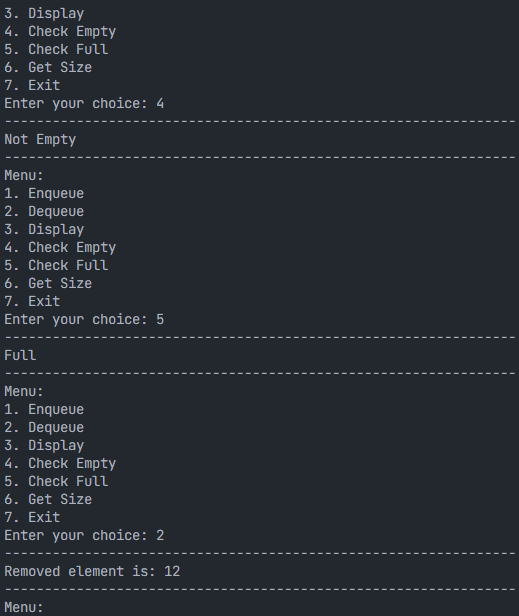 3. Display
4. Check Empty
5. Check Full
6. Get Size
7. Exit
Enter your choice: 4
----------------------------------------------------------------
Not Empty
----------------------------------------------------------------
Menu:
1. Enqueue
2. Dequeue
3. Display
4. Check Empty
5. Check Full
6. Get Size
7. Exit
Enter your choice: 5
----------------------------------------------------------------
Full
----------------------------------------------------------------
Menu:
1. Enqueue
2. Dequeue
3. Display
4. Check Empty
5. Check Full
6. Get Size
7. Exit
Enter your choice: 2
----------------------------------------------------------------
Removed element is: 12
----------------------------------------------------------------
Menu: